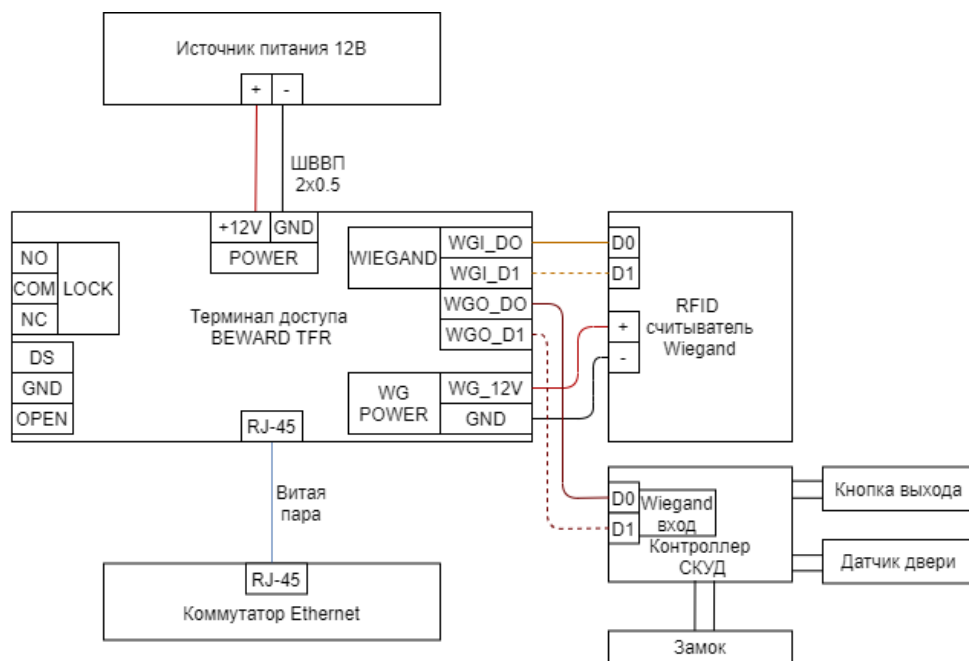 Источник питания 12В
+ -
ШВВП
2x0.5
+12V GND
POWER
NO
COM
NC
LOCK
DS
GND
OPEN
Терминал доступа
BEWARD TFR
WIEGAND
WGI_DO
WGI_D1
WGO_DO
WGO_D1
WG
POWER
WG_12V
GND
RJ-45
D0
D1
+
-
RFID
считыватель
Wiegand
Витая
пара
D0
D1
Wiegand
вход
Контроллер
СКУД
Кнопка выхода
Датчик двери
Замок
RJ-45
Коммутатор Ethernet